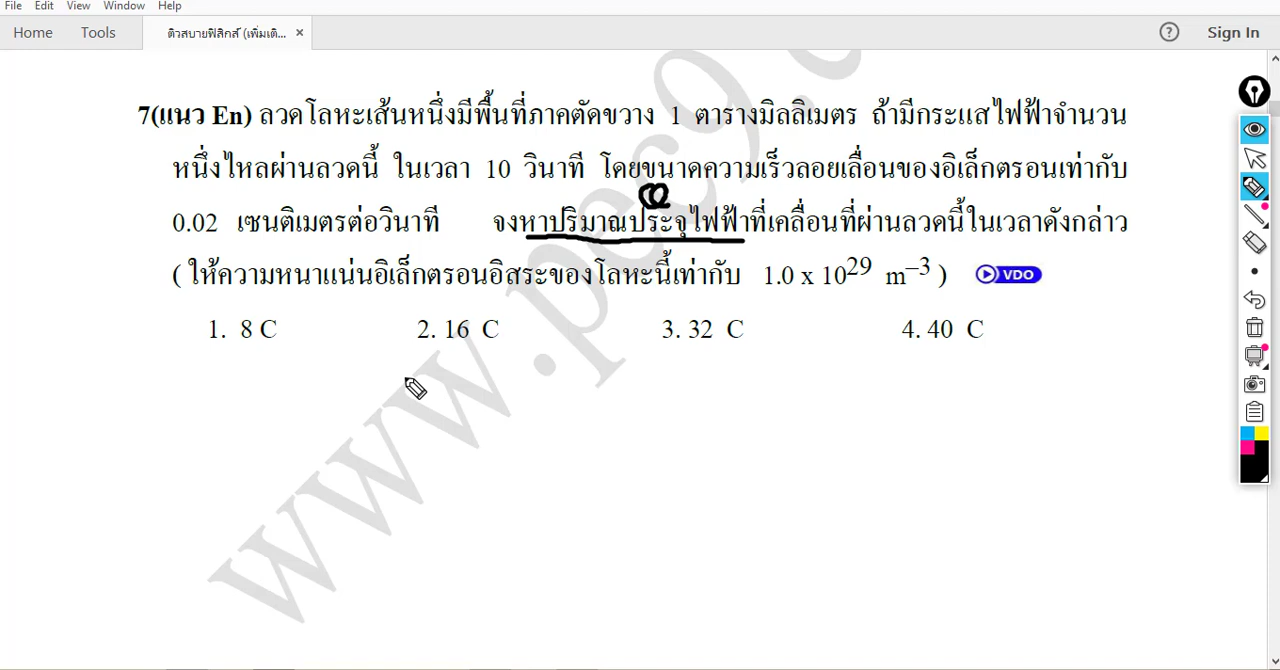 File Edit View Window Help
Home Tools ติวสบายฟิสิกส์ (เพิ่มเติ... × ? Sign In
7(แนว En) ลวดโลหะเส้นหนึ่งมีพื้นที่ภาคตัดขวาง 1 ตารางมิลลิเมตร ถ้ามีกระแสไฟฟ้าจำนวน
หนึ่งไหลผ่านลวดนี้ ในเวลา 10 วินาที โดยขนาดความเร็วลอยเลื่อนของอิเล็กตรอนเท่ากับ
0.02 เซนติเมตรต่อวินาที จงหาปริมาณประจุไฟฟ้าที่เคลื่อนที่ผ่านลวดนี้ในเวลาดังกล่าว
( ให้ความหนาแน่นอิเล็กตรอนอิสระของโลหะนี้เท่ากับ 1.0 x 10²⁹ m⁻³ ) VDO
1. 8 C 2. 16 C 3. 32 C 4. 40 C
www.pec9.co